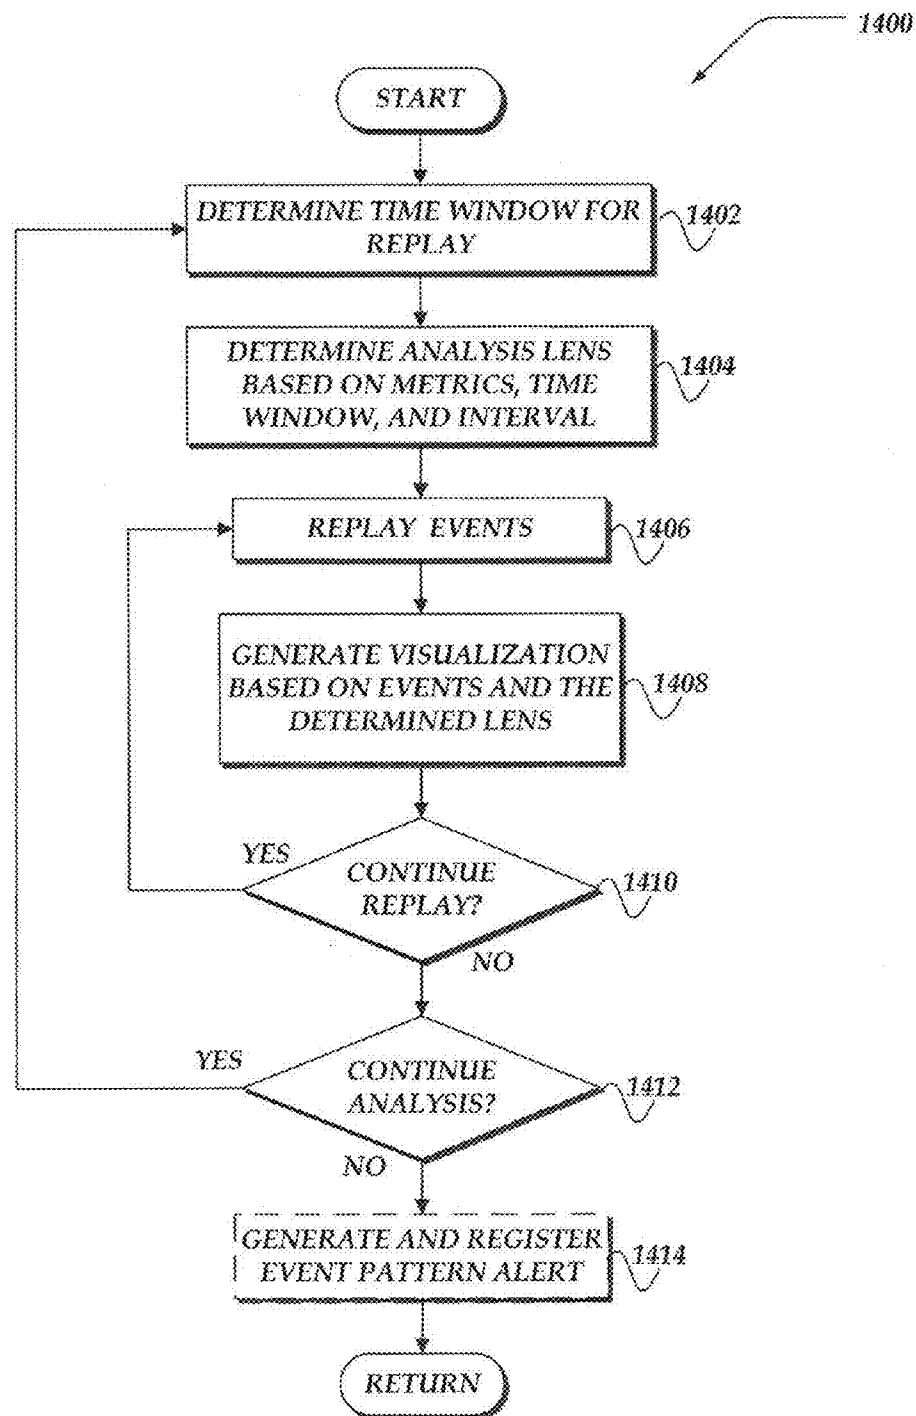 1400
START
DETERMINE TIME WINDOW FOR
REPLAY
1402
DETERMINE ANALYSIS LENS
BASED ON METRICS, TIME
WINDOW, AND INTERVAL
1404
REPLAY EVENTS
1406
GENERATE VISUALIZATION
BASED ON EVENTS AND THE
DETERMINED LENS
1408
YES
CONTINUE
REPLAY?
1410
NO
YES
CONTINUE
ANALYSIS?
1412
NO
GENERATE AND REGISTER
EVENT PATTERN ALERT
1414
RETURN